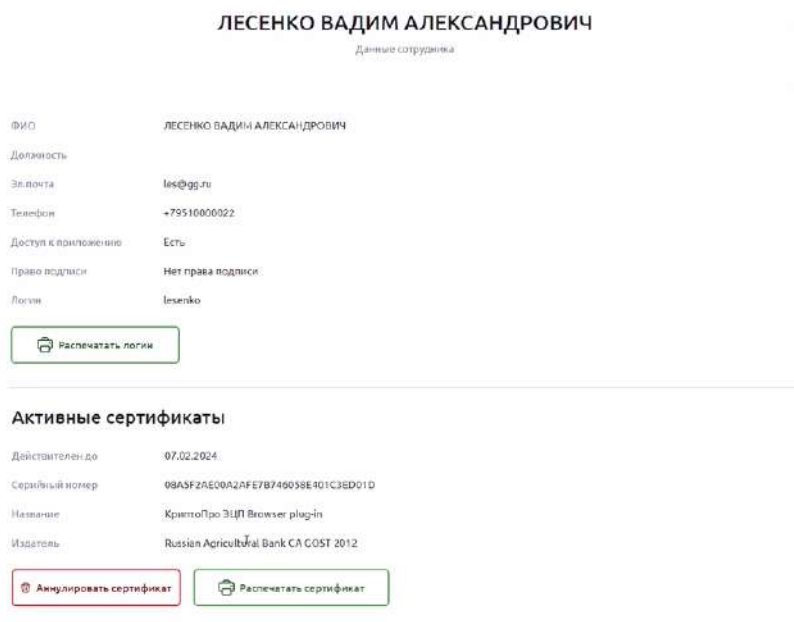 ЛЕСЕНКО ВАДИМ АЛЕКСАНДРОВИЧ
Данные сотрудника
ФИО ЛЕСЕНКО ВАДИМ АЛЕКСАНДРОВИЧ
Должность
Эл.почта les@gg.ru
Телефон +79510000022
Доступ к приложению Есть
Право подписи Нет права подписи
Логин lesenko
Распечатать логин
Активные сертификаты
Действителен до 07.02.2024
Серийный номер
Название КриптоПро ЭЦП Browser plug-in
Издатель Russian Agricultural Bank CA GOST 2012
Аннулировать сертификат Распечатать сертификат